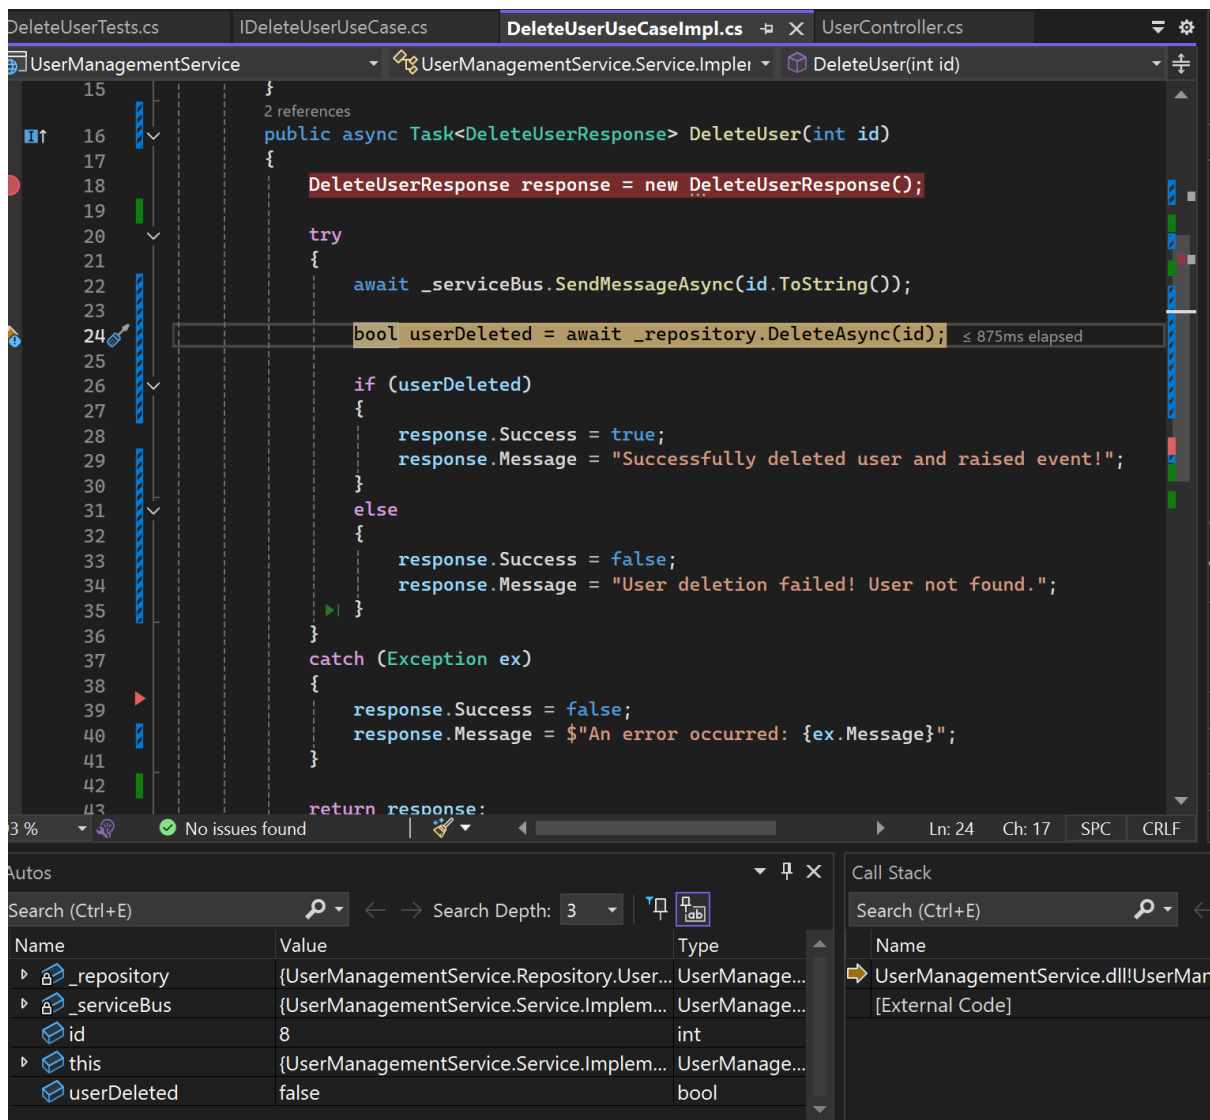 DeleteUserTests.cs IDeleteUserUseCase.cs DeleteUserUseCaseImpl.cs UserController.cs
UserManagementService UserManagementService.Service.Impler DeleteUser(int id)
15 }
2 references
16 public async Task<DeleteUserResponse> DeleteUser(int id)
17 {
18 DeleteUserResponse response = new DeleteUserResponse();
19
20 try
21 {
22 await _serviceBus.SendMessageAsync(id.ToString());
23
24 bool userDeleted = await _repository.DeleteAsync(id); ≤ 875ms elapsed
25
26 if (userDeleted)
27 {
28 response.Success = true;
29 response.Message = "Successfully deleted user and raised event!";
30 }
31 else
32 {
33 response.Success = false;
34 response.Message = "User deletion failed! User not found.";
35 }
36 }
37 catch (Exception ex)
38 {
39 response.Success = false;
40 response.Message = $"An error occurred: {ex.Message}";
41 }
42
43 return response;
93 % No issues found Ln: 24 Ch: 17 SPC CRLF
Autos
Search (Ctrl+E) Search Depth: 3
Name Value Type
_repository {UserManagementService.Repository.User... UserManage...
_serviceBus {UserManagementService.Service.Implem... UserManage...
id 8 int
this {UserManagementService.Service.Implem... UserManage...
userDeleted false bool
Call Stack
Search (Ctrl+E)
Name
UserManagementService.dll!UserMan
[External Code]